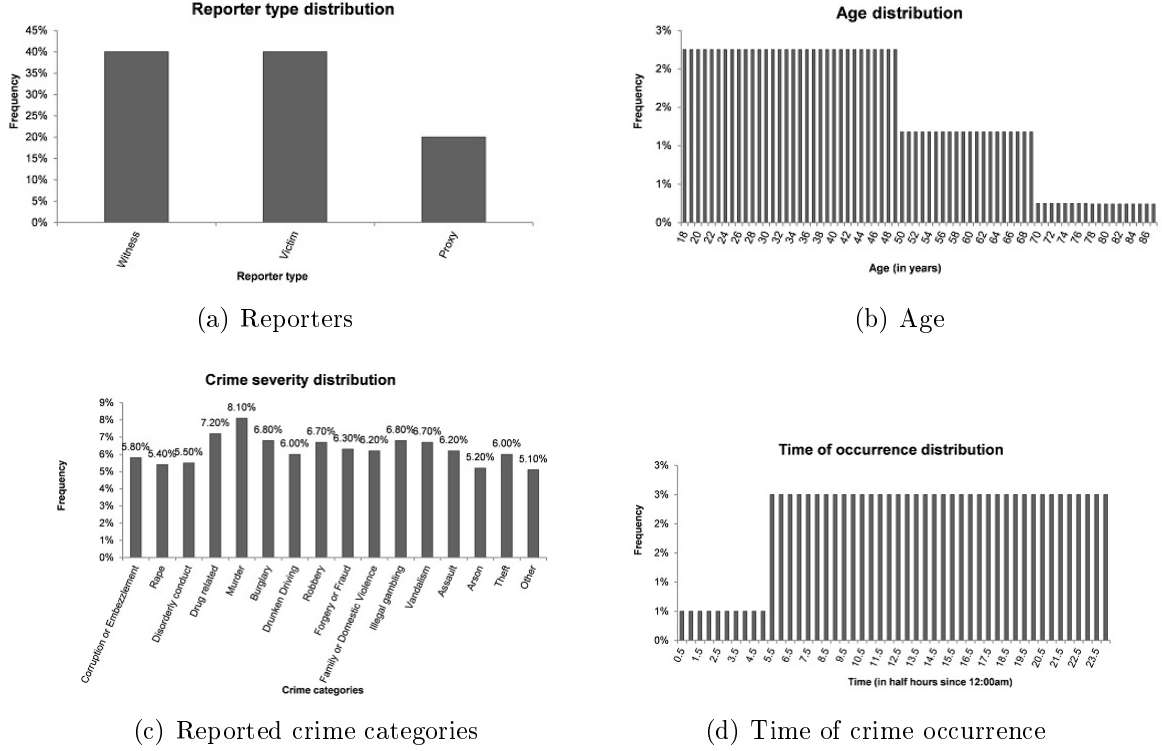 Reporter type distribution
45%
40%
35%
30%
25%
20%
15%
10%
5%
0%
Frequency
Witness
Victim
Proxy
Reporter type
(a) Reporters
Age distribution
3%
2%
2%
1%
1%
0%
Frequency
18 20 22 24 26 28 30 32 34 36 38 40 42 44 46 48 50 52 54 56 58 60 62 64 66 68 70 72 74 76 78 80 82 84 86
Age (in years)
(b) Age
Crime severity distribution
9%
8%
7%
6%
5%
4%
3%
2%
1%
0%
Frequency
5.80% 5.40% 5.50% 7.20% 8.10% 6.80% 6.00% 6.70% 6.30% 6.20% 6.80% 6.70% 6.20% 5.20% 6.00% 5.10%
Corruption or Embezzlement
Rape
Disorderly conduct
Drug related
Murder
Burglary
Drunken Driving
Robbery
Forgery or Fraud
Family or Domestic Violence
Illegal gambling
Vandalism
Assault
Arson
Theft
Other
Crime categories
(c) Reported crime categories
Time of occurrence distribution
3%
3%
2%
2%
1%
1%
0%
Frequency
0.5 1.5 2.5 3.5 4.5 5.5 6.5 7.5 8.5 9.5 10.5 11.5 12.5 13.5 14.5 15.5 16.5 17.5 18.5 19.5 20.5 21.5 22.5 23.5
Time (in half hours since 12:00am)
(d) Time of crime occurrence